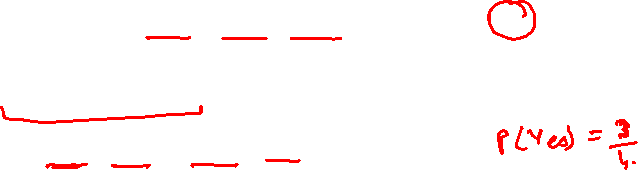 P(Yes) = 3/4